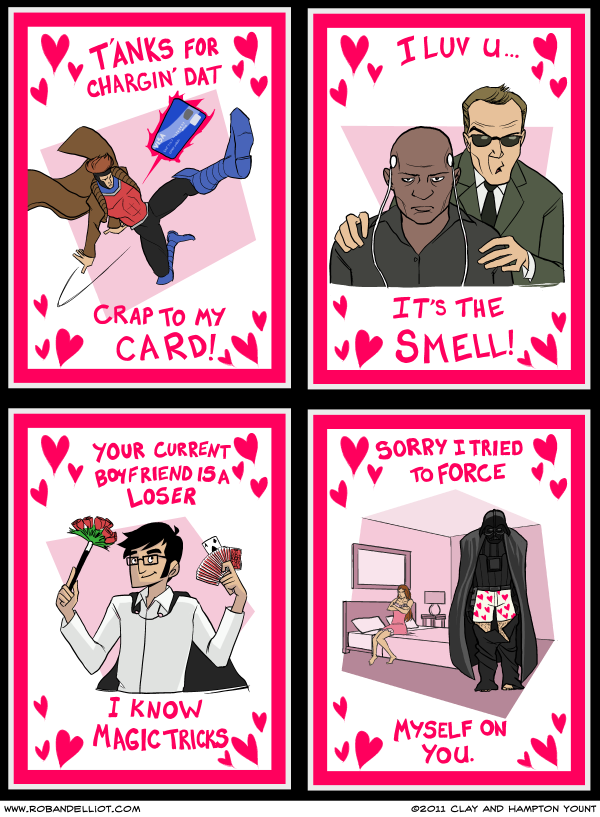 T'ANKS FOR
CHARGIN' DAT
VISA
CRAP TO MY
CARD!
I LUV U...
IT'S THE
SMELL!
YOUR CURRENT
BOYFRIEND IS A
LOSER
I KNOW
MAGIC TRICKS
SORRY I TRIED
TO FORCE
MYSELF ON
YOU.
WWW.ROBANDELLIOT.COM
©2011 CLAY AND HAMPTON YOUNT